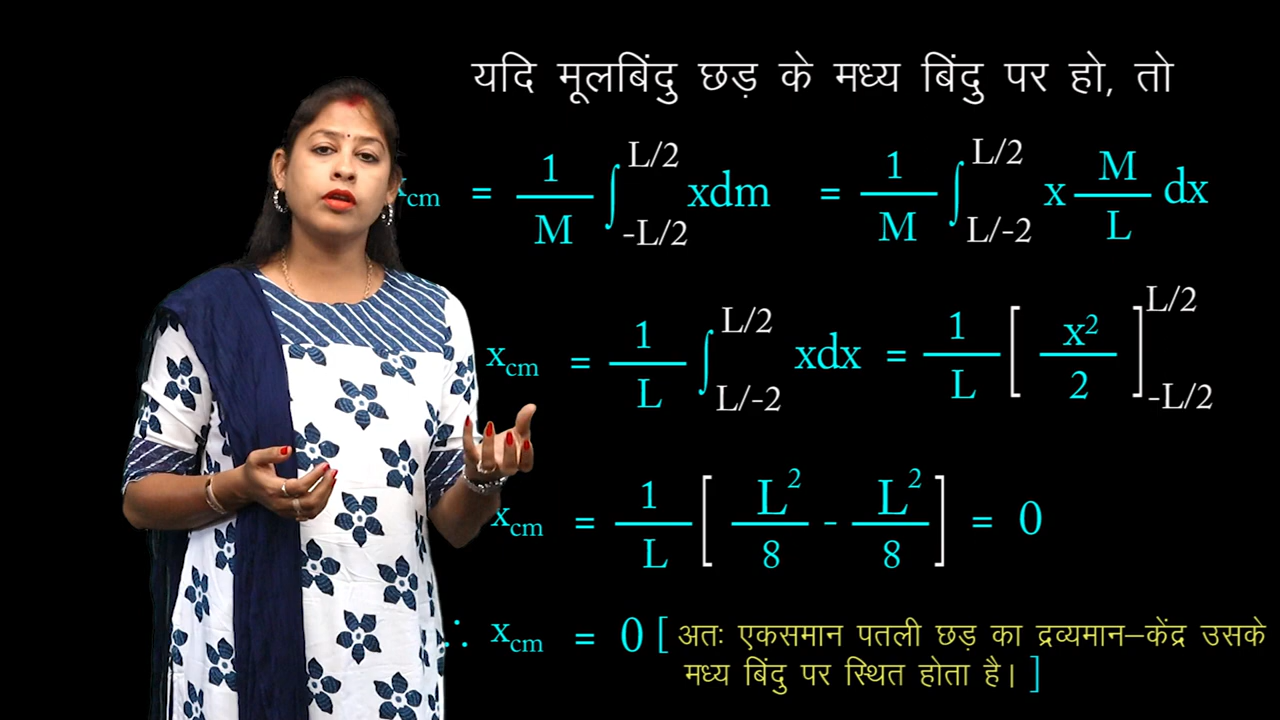 यदि मूलबिंदु छड़ के मध्य बिंदु पर हो, तो
xcm = 1/M ∫ L/2 -L/2 xdm = 1/M ∫ L/2 L/-2 x M/L dx
xcm = 1/L ∫ L/2 L/-2 xdx = 1/L [ x²/2 ] L/2 -L/2
xcm = 1/L [ L²/8 - L²/8 ] = 0
∴ xcm = 0 [ अतः एकसमान पतली छड़ का द्रव्यमान–केंद्र उसके
मध्य बिंदु पर स्थित होता है। ]